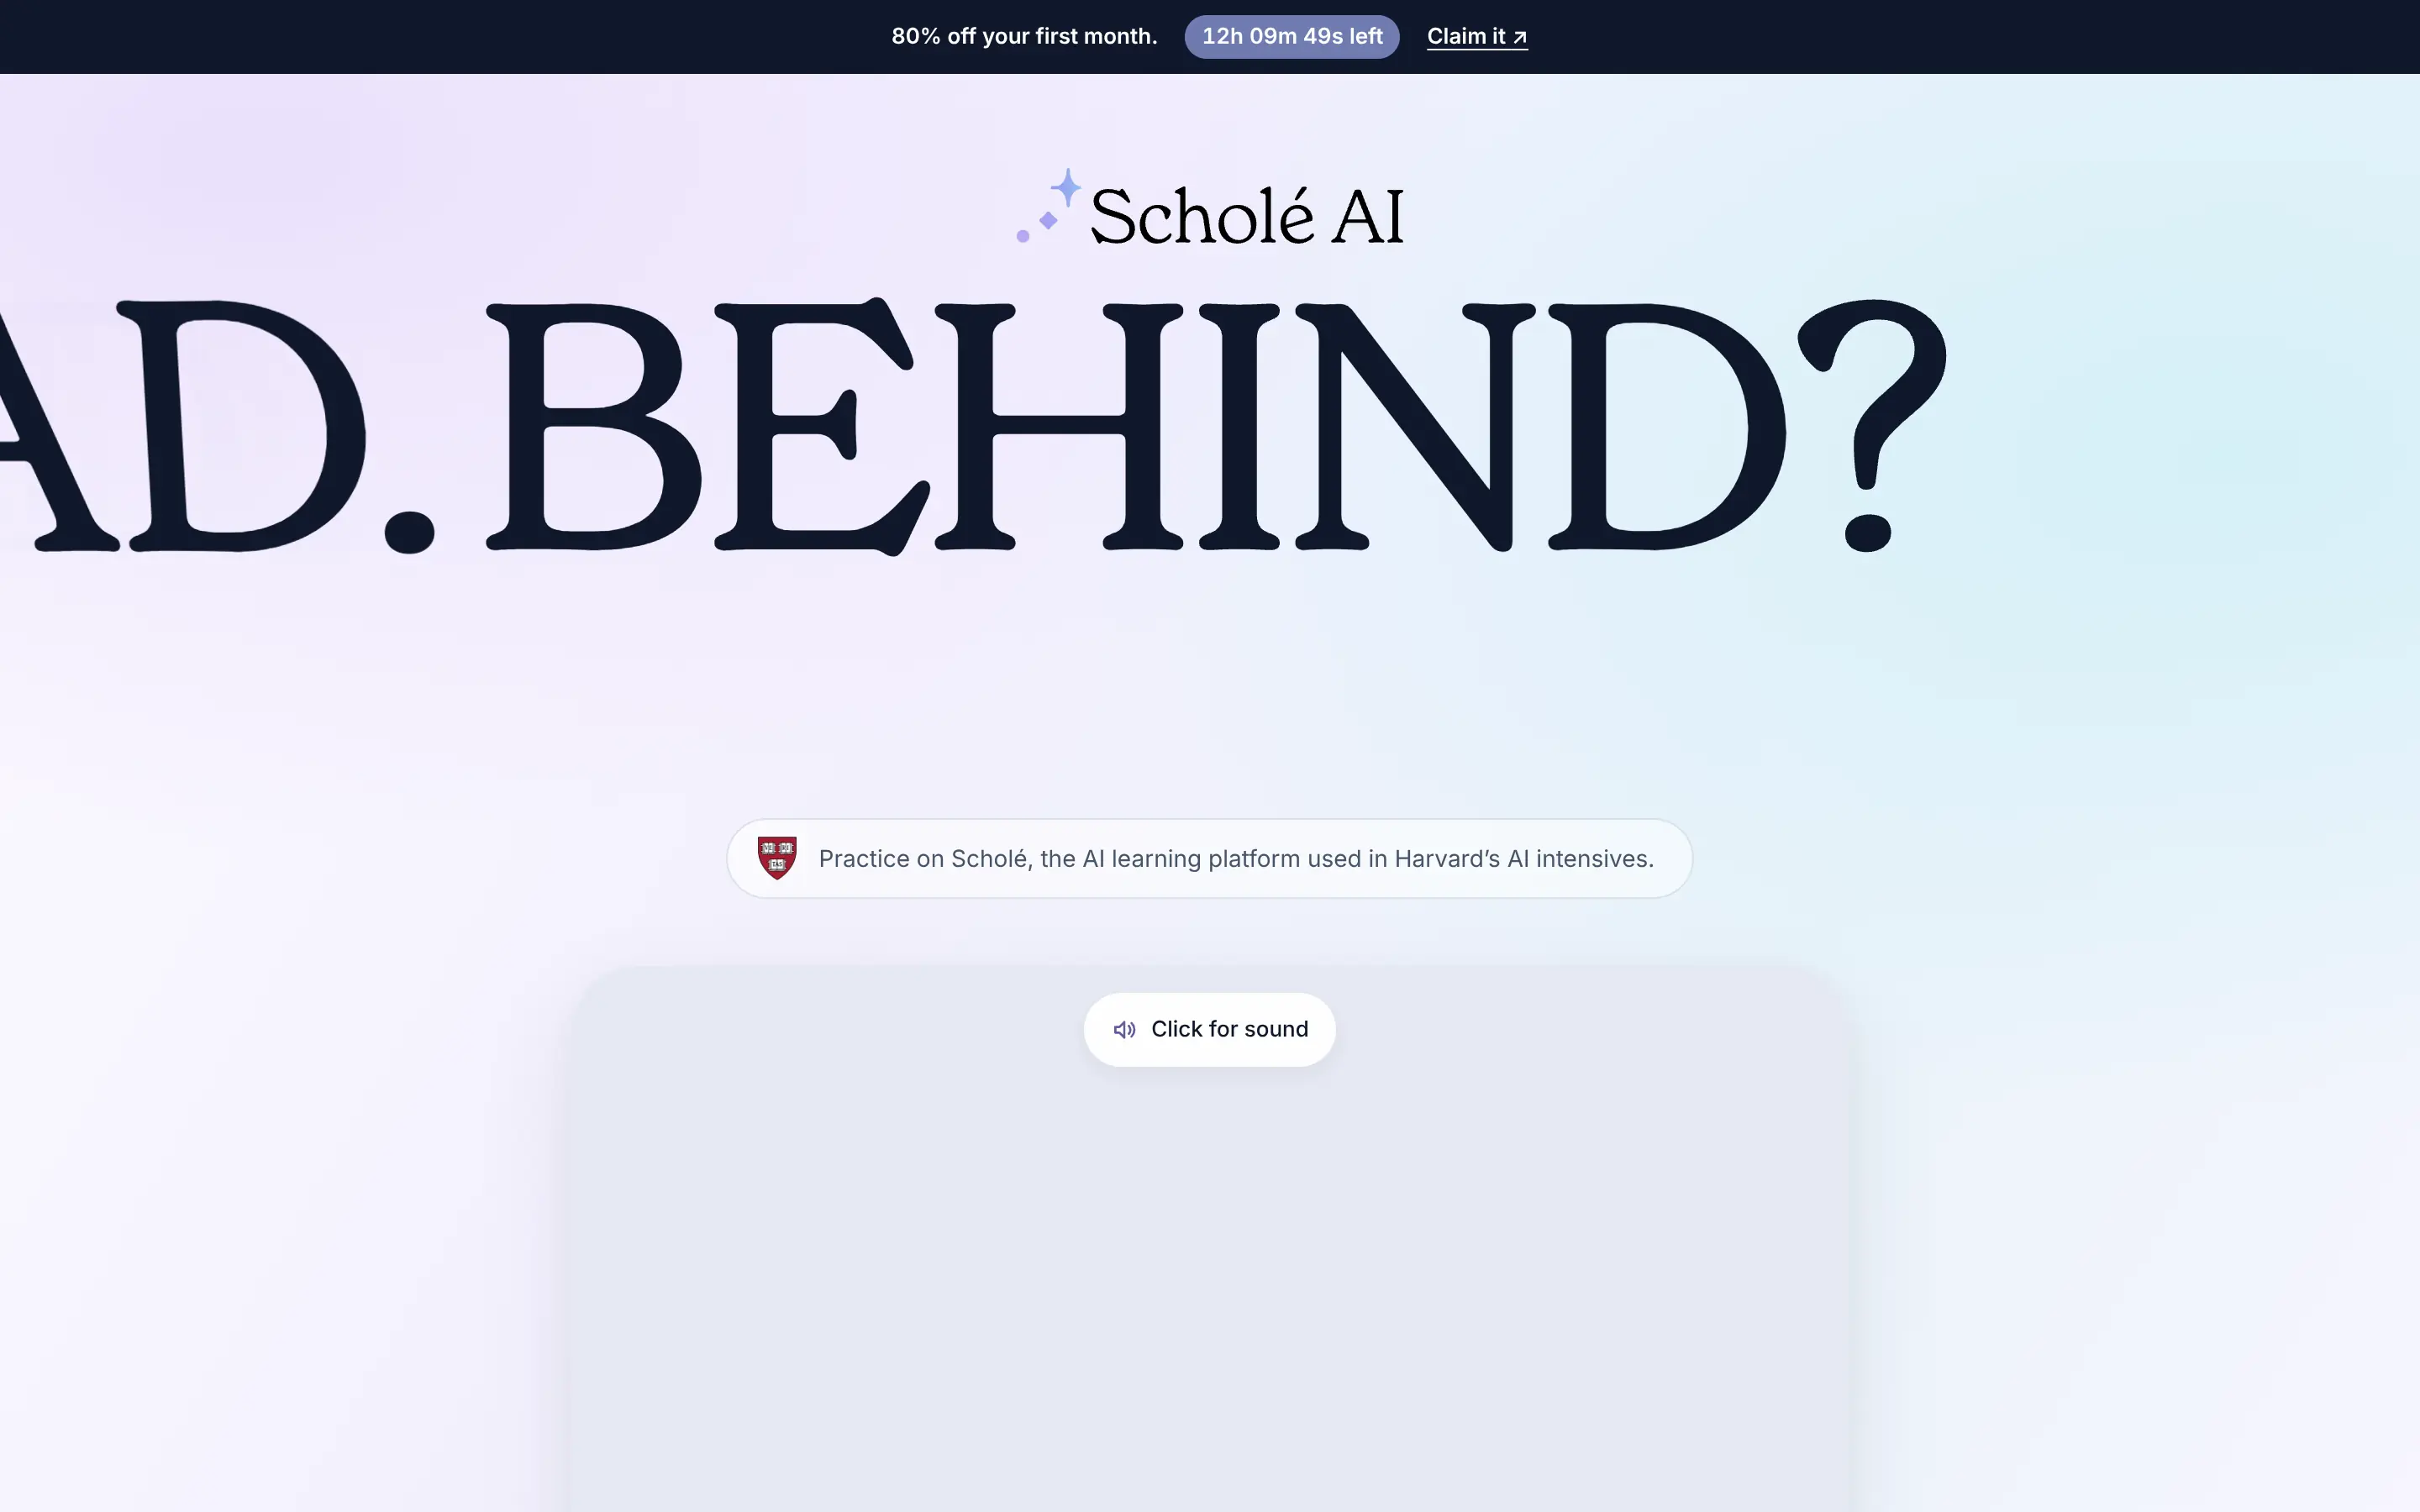 80% off your first month. 12h 09m 49s left Claim it ↗
Scholé AI
AD. BEHIND?
Practice on Scholé, the AI learning platform used in Harvard’s AI intensives.
Click for sound